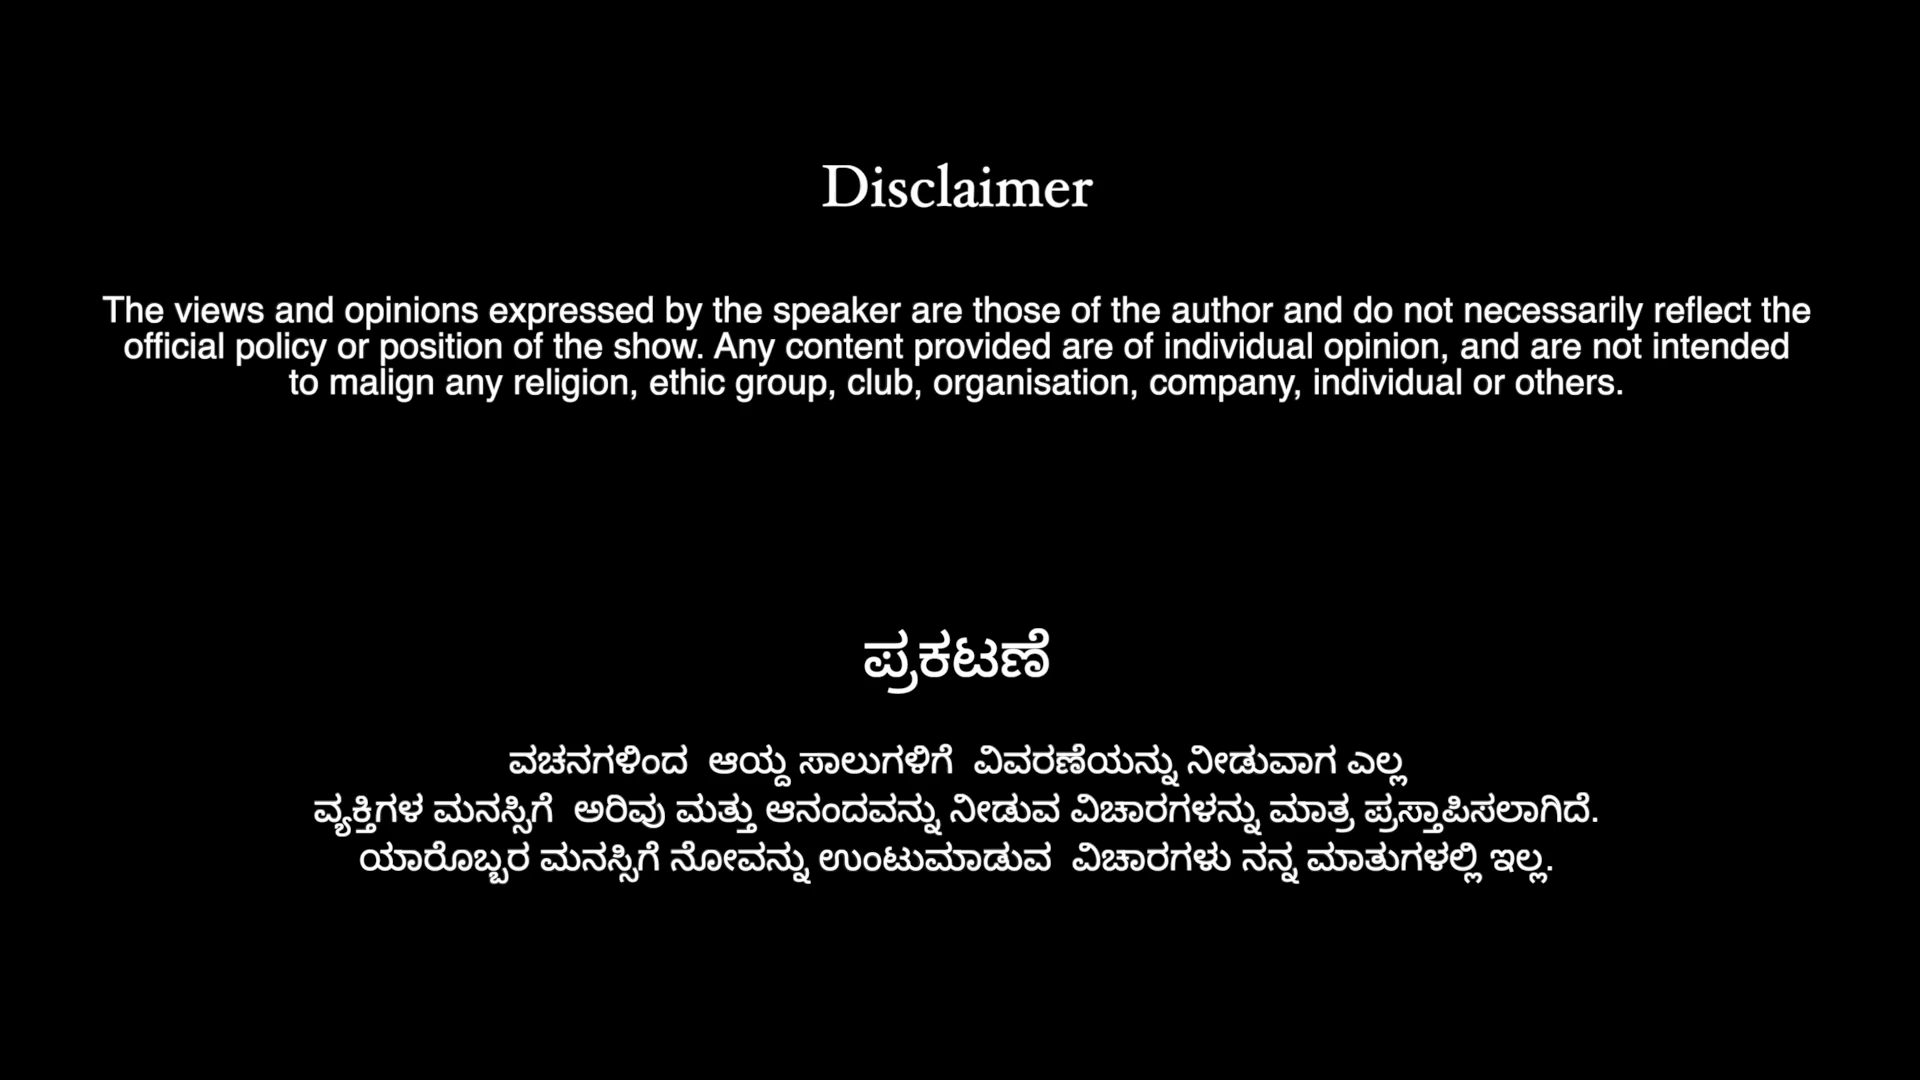 Disclaimer
The views and opinions expressed by the speaker are those of the author and do not necessarily reflect the
official policy or position of the show. Any content provided are of individual opinion, and are not intended
to malign any religion, ethic group, club, organisation, company, individual or others.
ಪ್ರಕಟಣೆ
ವಚನಗಳಿಂದ ಆಯ್ದ ಸಾಲುಗಳಿಗೆ ವಿವರಣೆಯನ್ನು ನೀಡುವಾಗ ಎಲ್ಲ
ವ್ಯಕ್ತಿಗಳ ಮನಸ್ಸಿಗೆ ಅರಿವು ಮತ್ತು ಆನಂದವನ್ನು ನೀಡುವ ವಿಚಾರಗಳನ್ನು ಮಾತ್ರ ಪ್ರಸ್ತಾಪಿಸಲಾಗಿದೆ.
ಯಾರೊಬ್ಬರ ಮನಸ್ಸಿಗೆ ನೋವನ್ನು ಉಂಟುಮಾಡುವ ವಿಚಾರಗಳು ನನ್ನ ಮಾತುಗಳಲ್ಲಿ ಇಲ್ಲ.